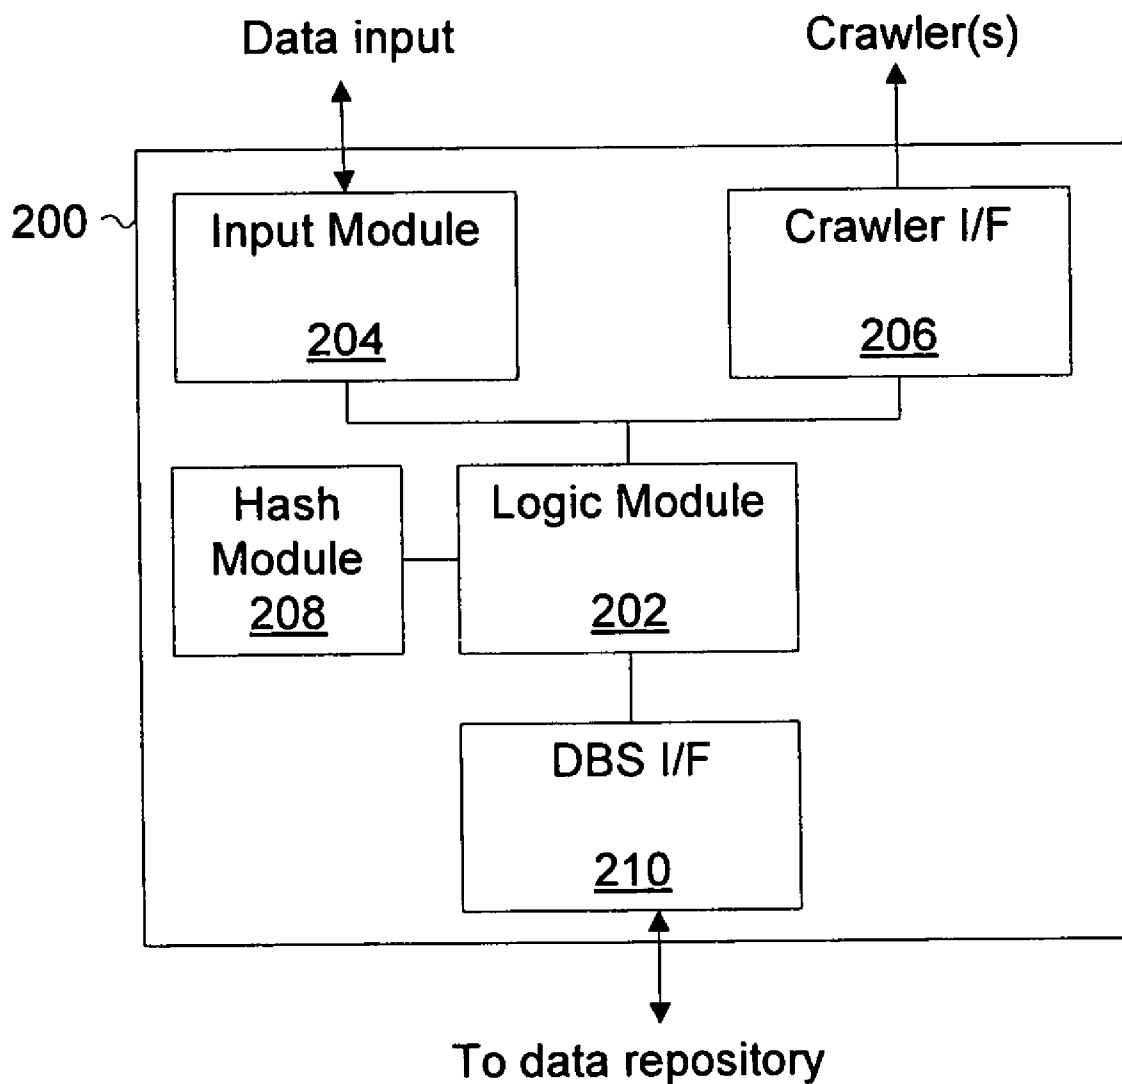 Data input
Crawler(s)
200
Input Module
204
Crawler I/F
206
Hash
Module
208
Logic Module
202
DBS I/F
210
To data repository